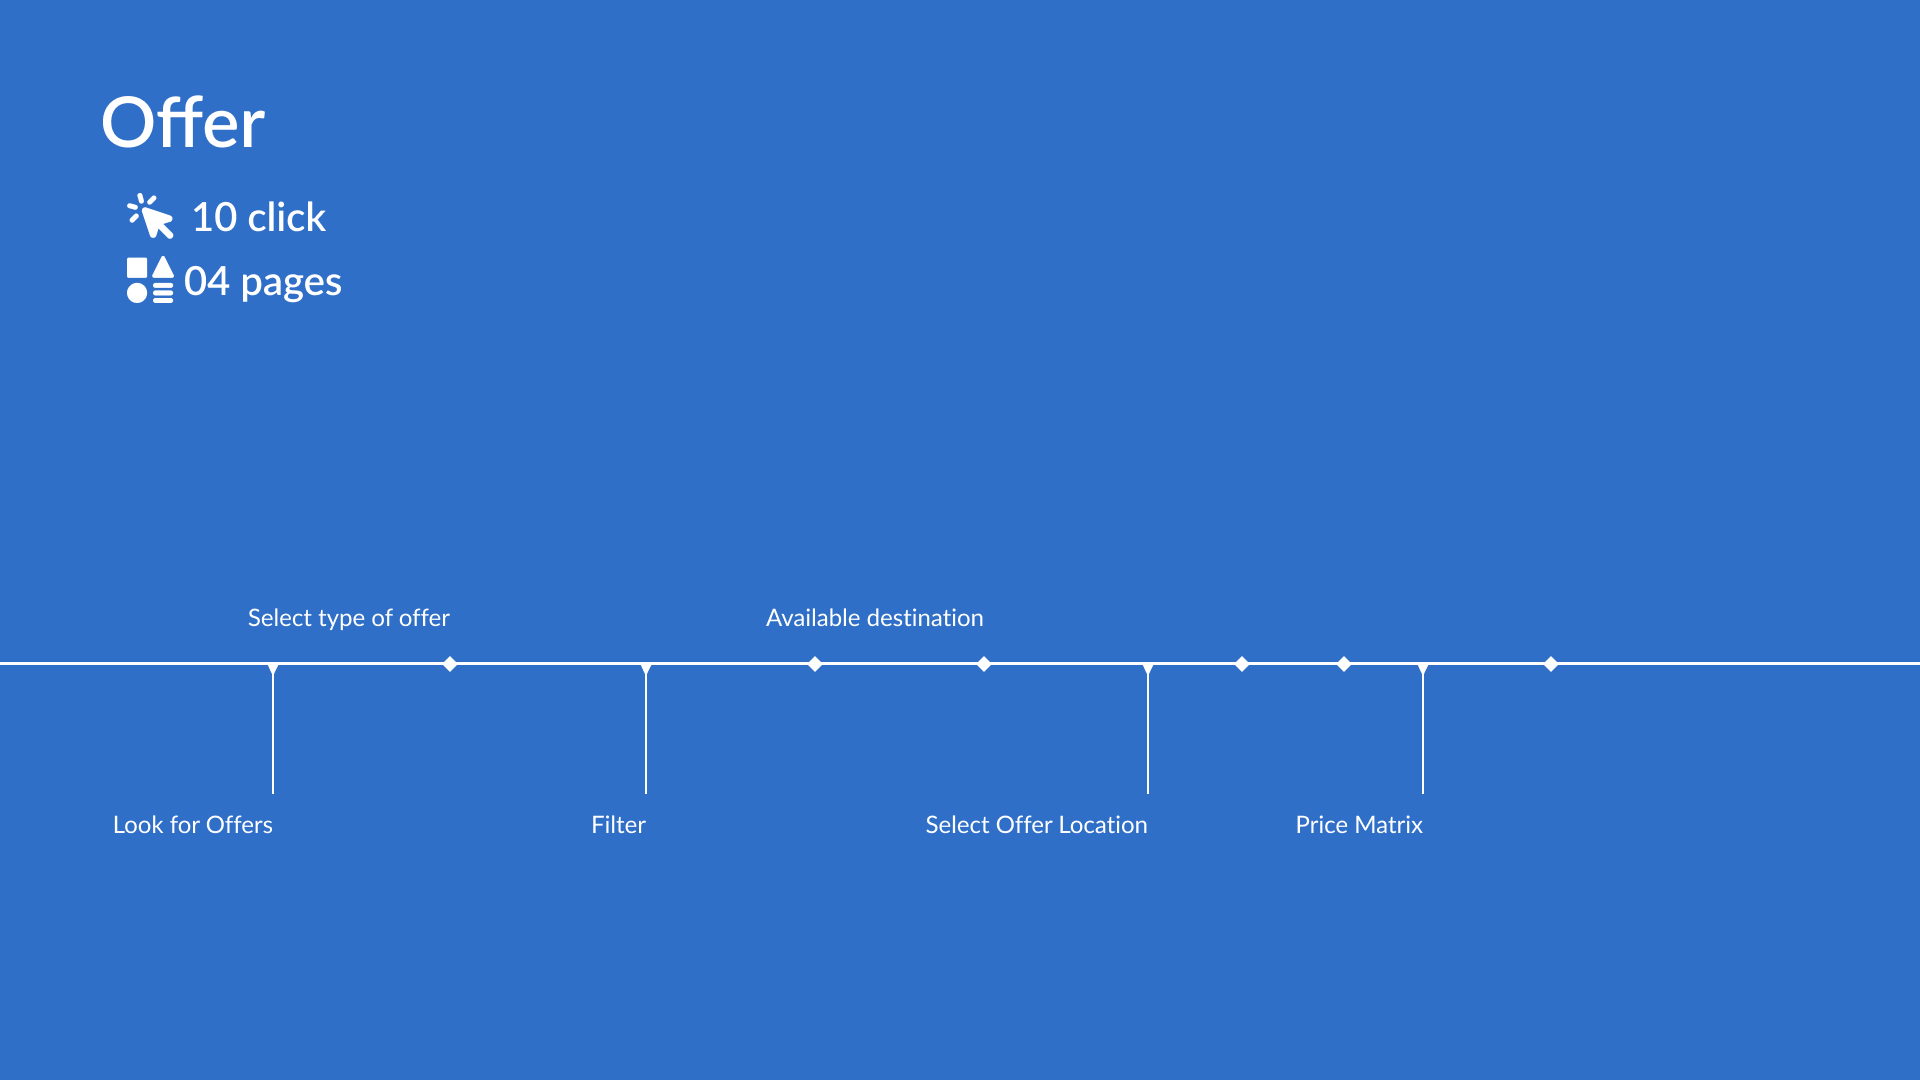 Offer
10 click
04 pages
Select type of offer
Available destination
Look for Offers
Filter
Select Offer Location
Price Matrix